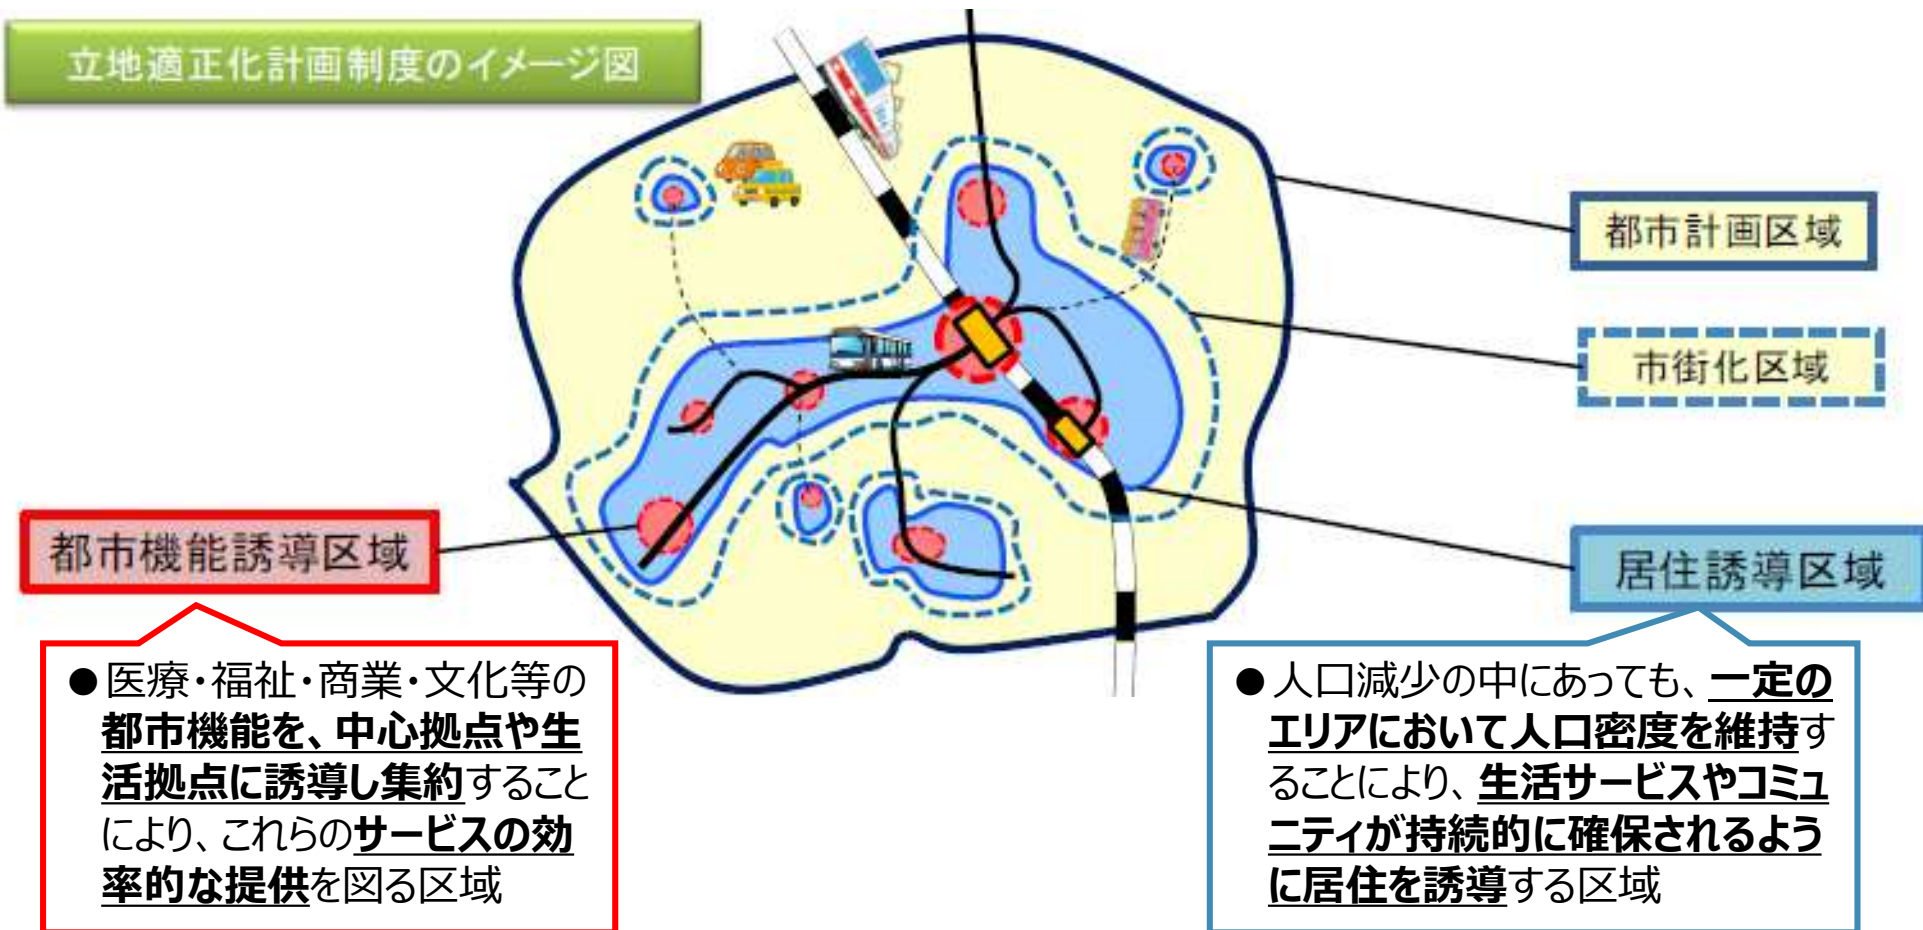 立地適正化計画制度のイメージ図
都市計画区域
市街化区域
都市機能誘導区域
居住誘導区域
●医療・福祉・商業・文化等の
都市機能を、中心拠点や生
活拠点に誘導し集約すること
により、これらのサービスの効
率的な提供を図る区域
●人口減少の中にあっても、一定の
エリアにおいて人口密度を維持す
ることにより、生活サービスやコミュ
ニティが持続的に確保されるよう
に居住を誘導する区域